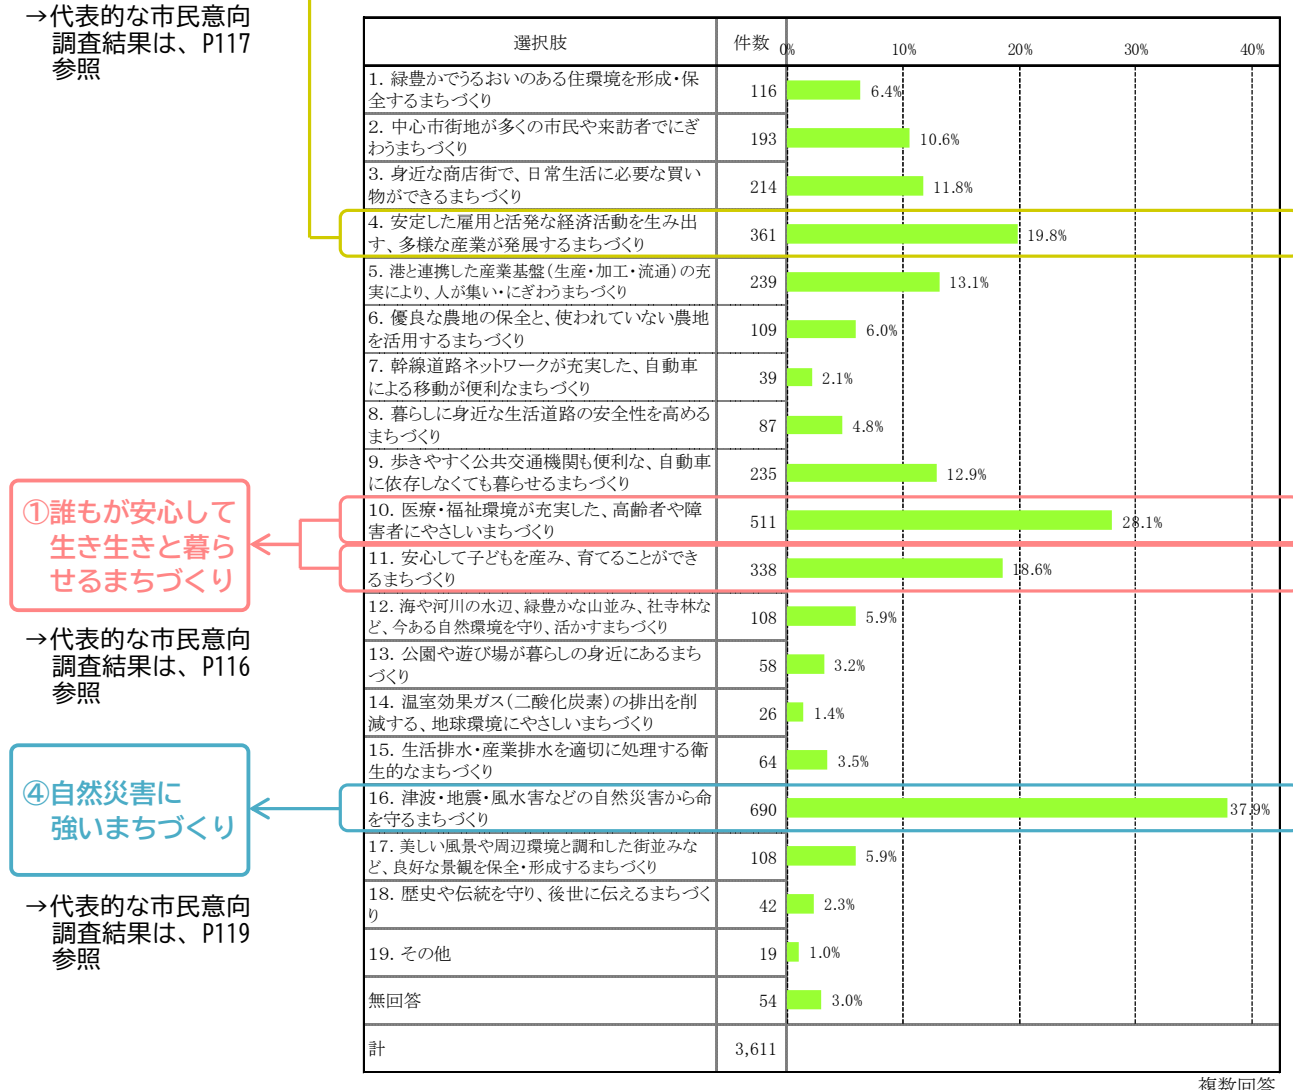 →代表的な市民意向
調査結果は、P117
参照
選択肢 件数 0% 10% 20% 30% 40%
1. 緑豊かでうるおいのある住環境を形成・保
全するまちづくり
116 6.4%
2. 中心市街地が多くの市民や来訪者でにぎ
わうまちづくり
193 10.6%
3. 身近な商店街で、日常生活に必要な買い
物ができるまちづくり
214 11.8%
4. 安定した雇用と活発な経済活動を生み出
す、多様な産業が発展するまちづくり
361 19.8%
5. 港と連携した産業基盤（生産・加工・流通）の充
実により、人が集い・にぎわうまちづくり
239 13.1%
6. 優良な農地の保全と、使われていない農地
を活用するまちづくり
109 6.0%
7. 幹線道路ネットワークが充実した、自動車
による移動が便利なまちづくり
39 2.1%
8. 暮らしに身近な生活道路の安全性を高める
まちづくり
87 4.8%
9. 歩きやすく公共交通機関も便利な、自動車
に依存しなくても暮らせるまちづくり
235 12.9%
10. 医療・福祉環境が充実した、高齢者や障
害者にやさしいまちづくり
511 28.1%
11. 安心して子どもを産み、育てることができ
るまちづくり
338 18.6%
12. 海や河川の水辺、緑豊かな山並み、社寺林な
ど、今ある自然環境を守り、活かすまちづくり
108 5.9%
13. 公園や遊び場が暮らしの身近にあるまち
づくり
58 3.2%
14. 温室効果ガス（二酸化炭素）の排出を削
減する、地球環境にやさしいまちづくり
26 1.4%
15. 生活排水・産業排水を適切に処理する衛
生的なまちづくり
64 3.5%
16. 津波・地震・風水害などの自然災害から命
を守るまちづくり
690 37.9%
17. 美しい風景や周辺環境と調和した街並みな
ど、良好な景観を保全・形成するまちづくり
108 5.9%
18. 歴史や伝統を守り、後世に伝えるまちづく
り
42 2.3%
19. その他 19 1.0%
無回答 54 3.0%
計 3,611
複数回答
①誰もが安心して
生き生きと暮ら
せるまちづくり
→代表的な市民意向
調査結果は、P116
参照
④自然災害に
強いまちづくり
→代表的な市民意向
調査結果は、P119
参照